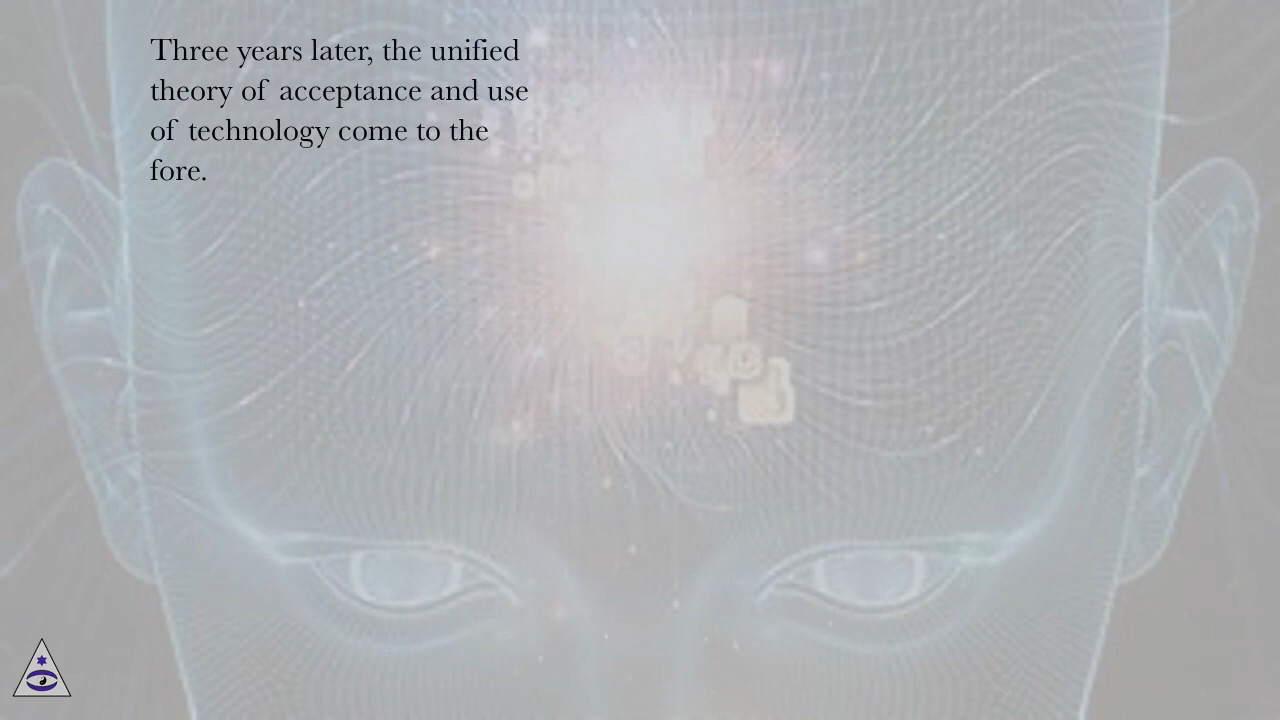 Three years later, the unified
theory of acceptance and use
of technology come to the
fore.